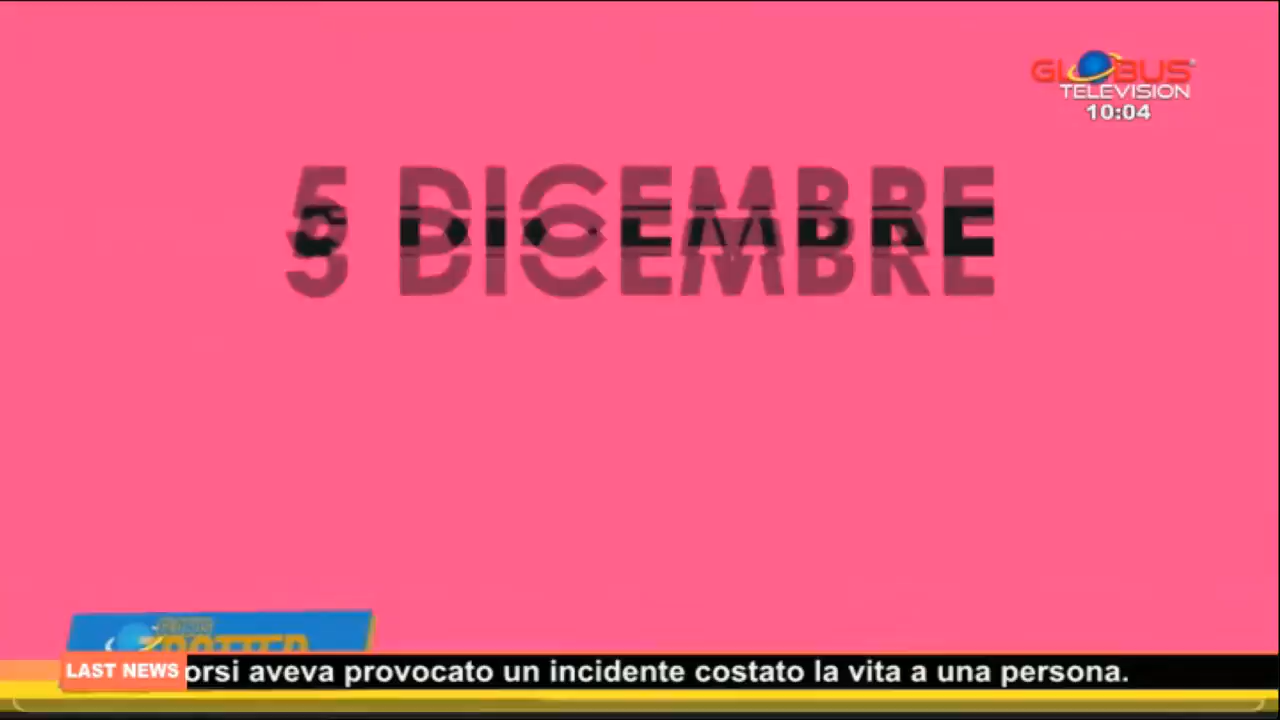 GLOBUS
TELEVISION
10:04
5 DICEMBRE
LAST NEWS
orsi aveva provocato un incidente costato la vita a una persona.